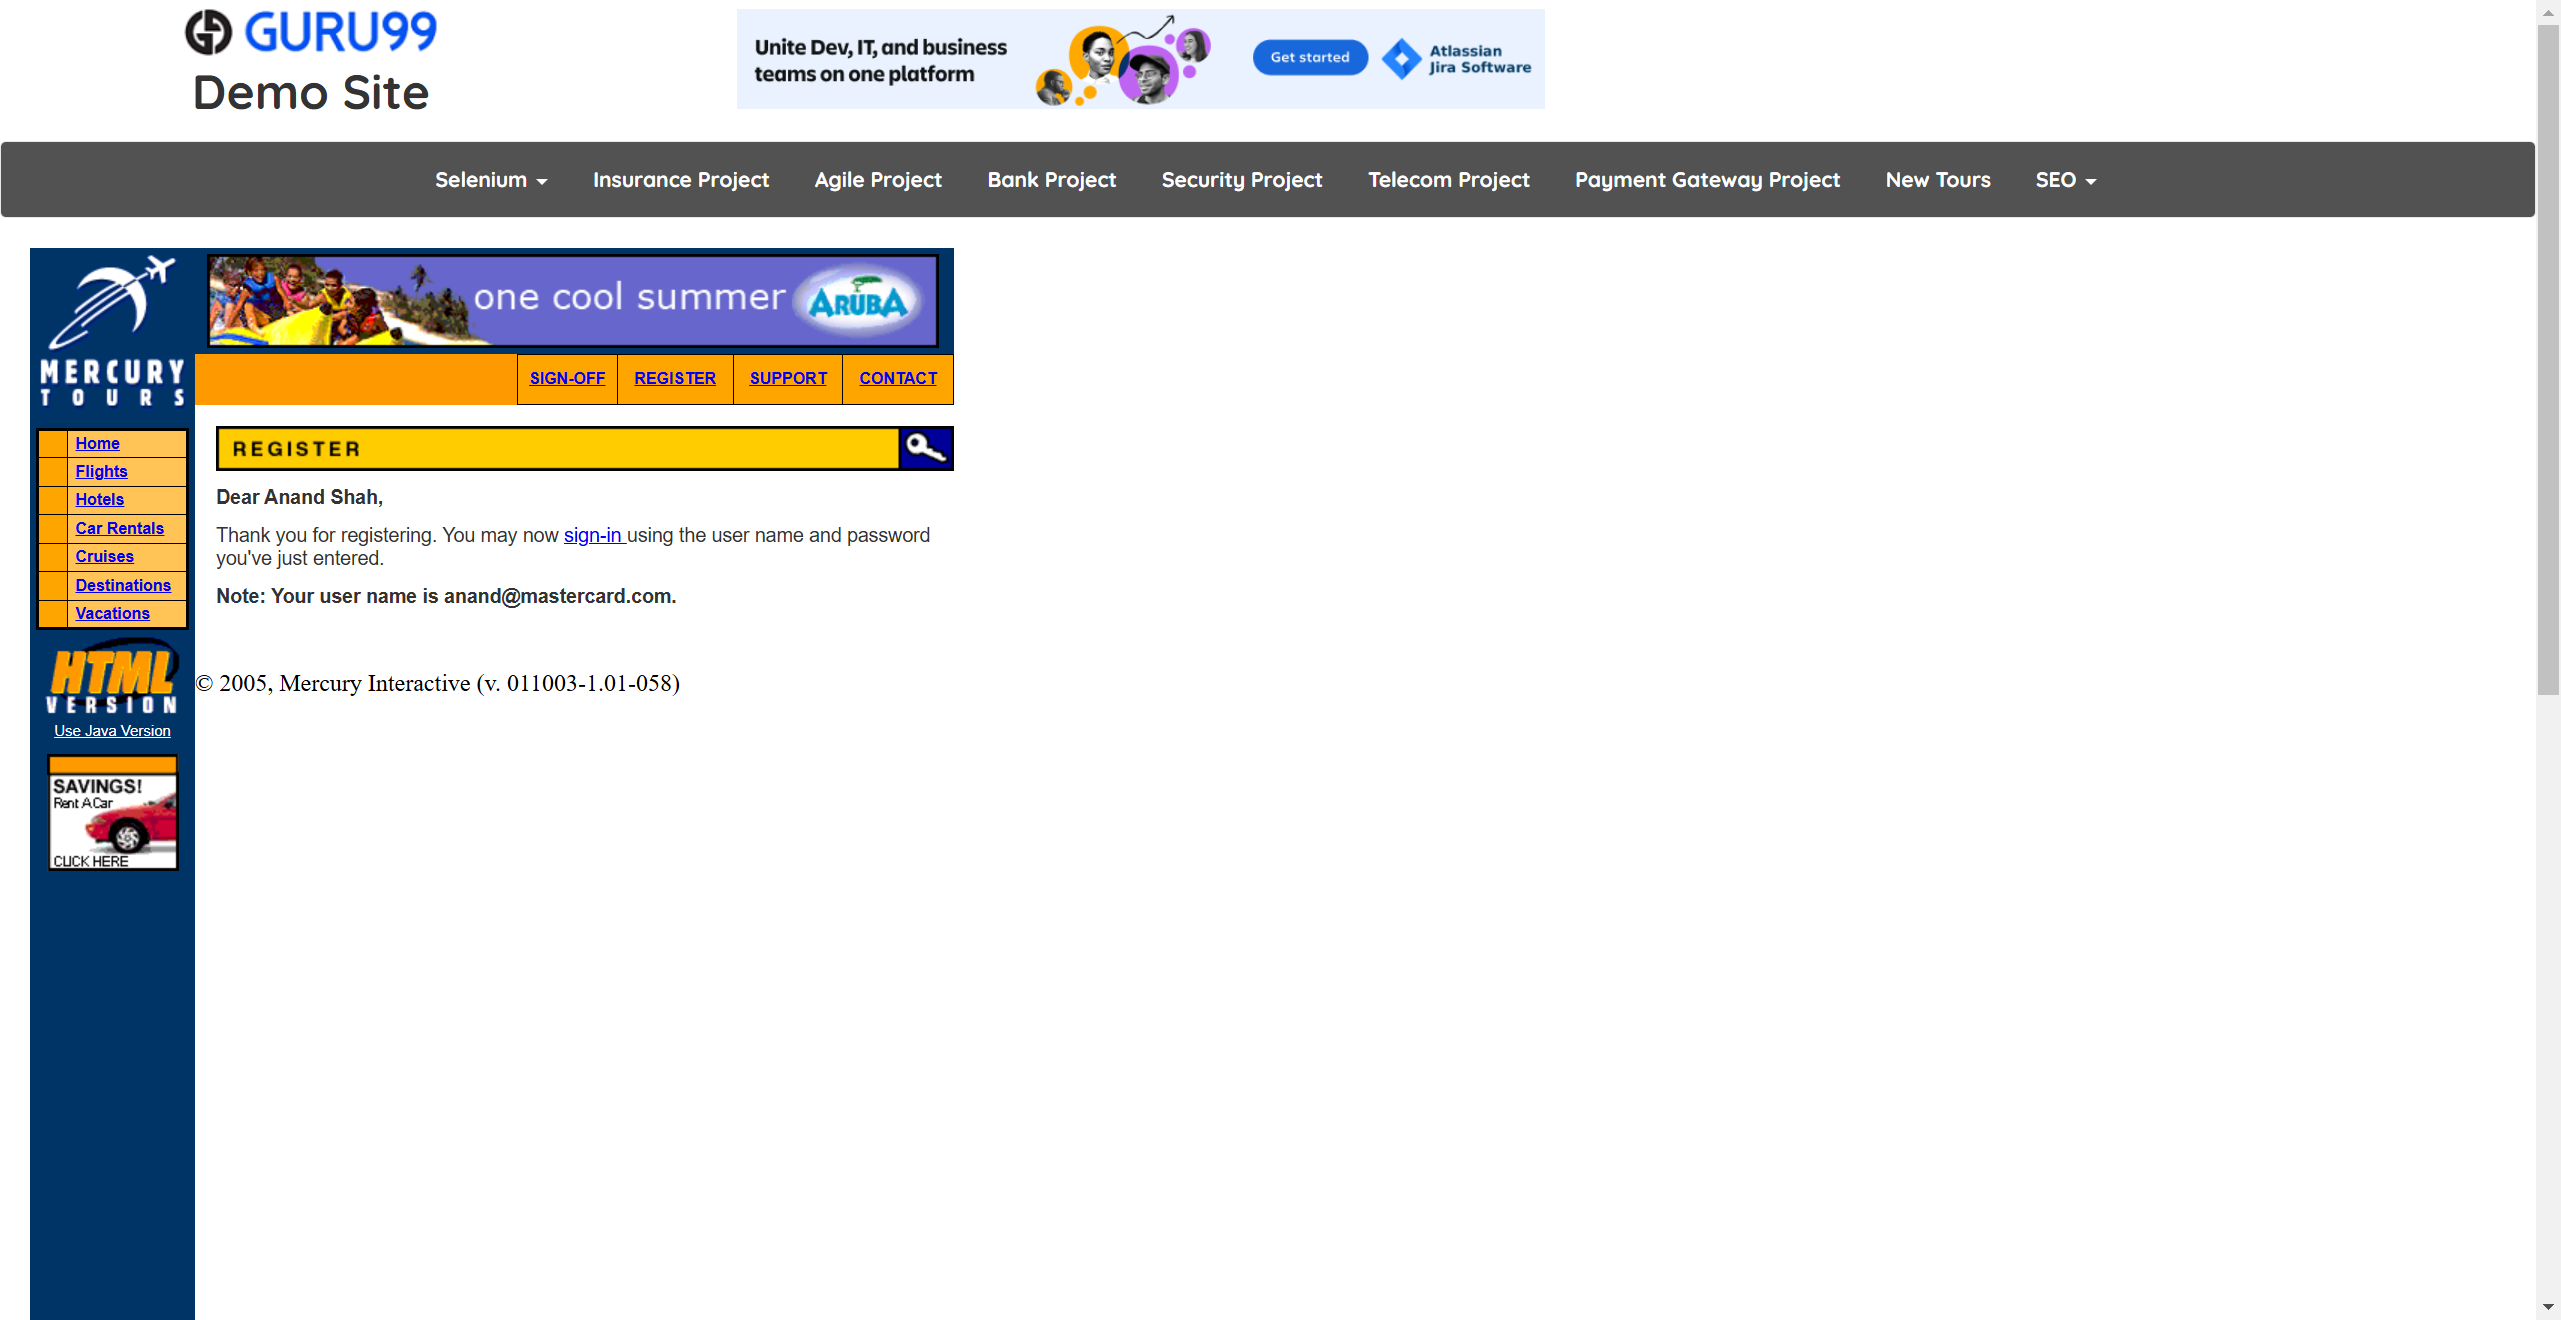 GURU99
Demo Site
Unite Dev, IT, and business
teams on one platform
Get started
Atlassian
Jira Software
Selenium
Insurance Project
Agile Project
Bank Project
Security Project
Telecom Project
Payment Gateway Project
New Tours
SEO
MERCURY
TOURS
one cool summer
ARUBA
SIGN-OFF
REGISTER
SUPPORT
CONTACT
Home
Flights
Hotels
Car Rentals
Cruises
Destinations
Vacations
HTML
VERSION
Use Java Version
SAVINGS!
Rent A Car
CLICK HERE
REGISTER
Dear Anand Shah,
Thank you for registering. You may now sign-in using the user name and password
you've just entered.
Note: Your user name is anand@mastercard.com.
© 2005, Mercury Interactive (v. 011003-1.01-058)